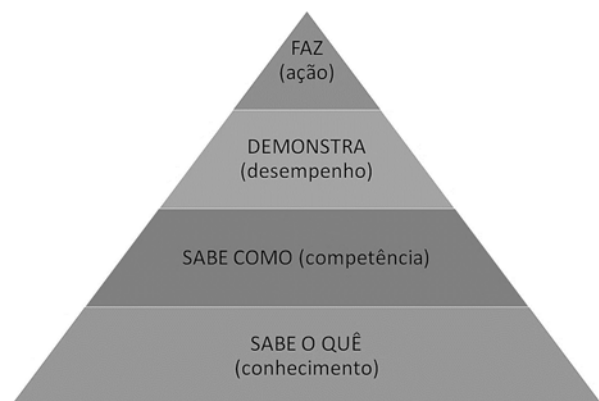 FAZ
(ação)
DEMONSTRA
(desempenho)
SABE COMO (competência)
SABE O QUÊ
(conhecimento)